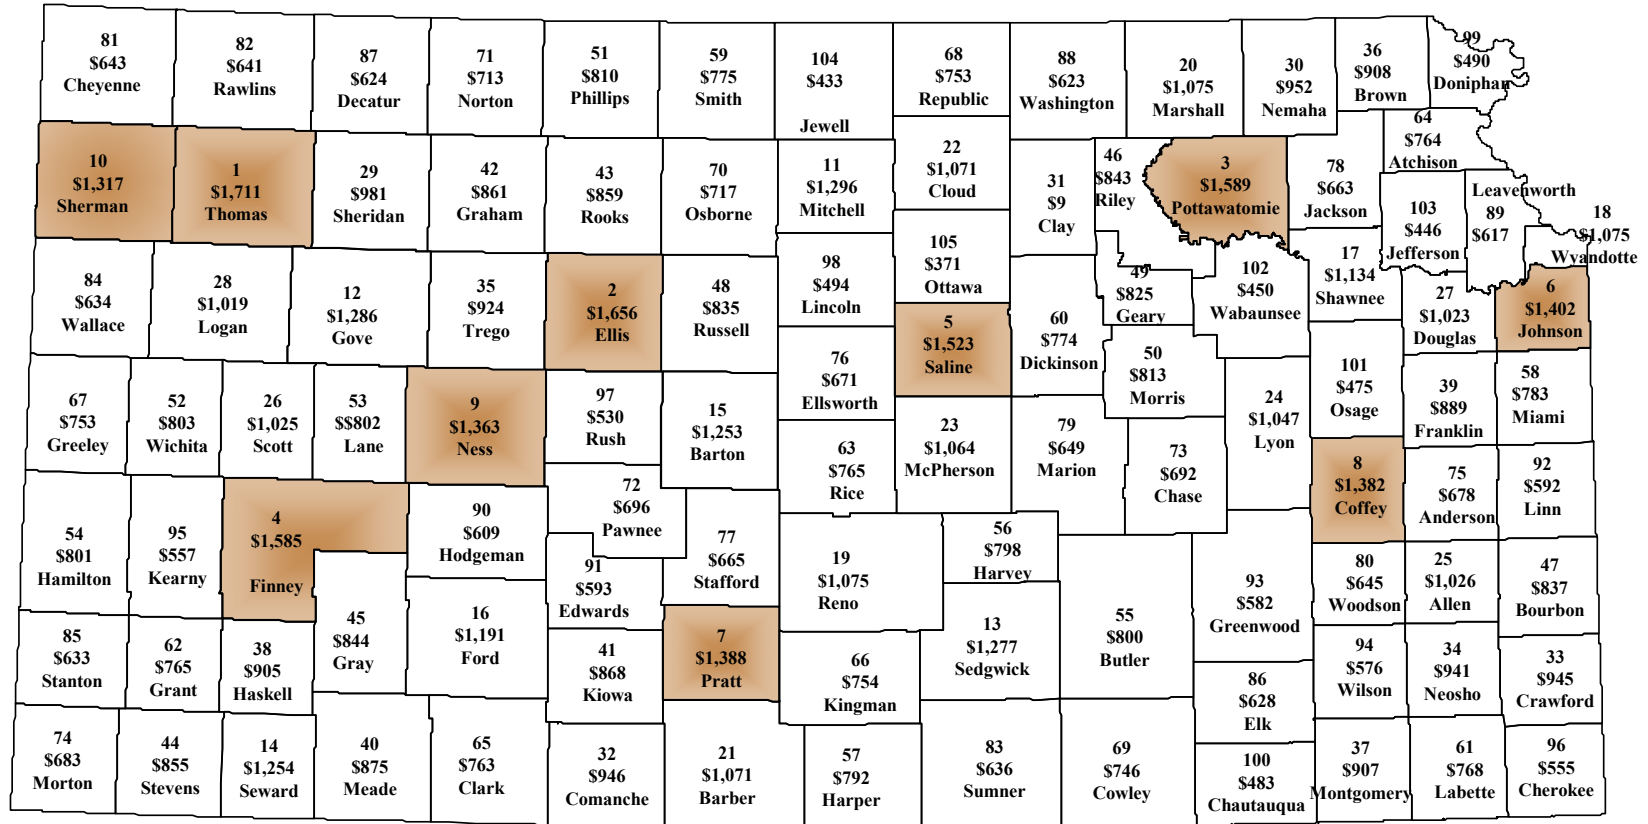 81
$643
Cheyenne
82
$641
Rawlins
87
$624
Decatur
71
$713
Norton
51
$810
Phillips
59
$775
Smith
104
$433
Jewell
68
$753
Republic
88
$623
Washington
20
$1,075
Marshall
30
$952
Nemaha
36
$908
Brown
99
$490
Doniphan
64
$764
Atchison
10
$1,317
Sherman
1
$1,711
Thomas
29
$981
Sheridan
42
$861
Graham
43
$859
Rooks
70
$717
Osborne
11
$1,296
Mitchell
22
$1,071
Cloud
31
$9
Clay
46
$843
Riley
3
$1,589
Pottawatomie
78
$663
Jackson
103
$446
Jefferson
Leavenworth
89
$617
18
$1,075
Wyandotte
84
$634
Wallace
28
$1,019
Logan
12
$1,286
Gove
35
$924
Trego
2
$1,656
Ellis
48
$835
Russell
98
$494
Lincoln
105
$371
Ottawa
5
$1,523
Saline
60
$774
Dickinson
49
$825
Geary
102
$450
Wabaunsee
17
$1,134
Shawnee
27
$1,023
Douglas
6
$1,402
Johnson
67
$753
Greeley
52
$803
Wichita
26
$1,025
Scott
53
$$802
Lane
9
$1,363
Ness
97
$530
Rush
15
$1,253
Barton
76
$671
Ellsworth
63
$765
Rice
23
$1,064
McPherson
79
$649
Marion
50
$813
Morris
73
$692
Chase
24
$1,047
Lyon
101
$475
Osage
39
$889
Franklin
58
$783
Miami
8
$1,382
Coffey
75
$678
Anderson
92
$592
Linn
54
$801
Hamilton
95
$557
Kearny
4
$1,585
Finney
90
$609
Hodgeman
72
$696
Pawnee
91
$593
Edwards
77
$665
Stafford
19
$1,075
Reno
56
$798
Harvey
55
$800
Butler
93
$582
Greenwood
80
$645
Woodson
25
$1,026
Allen
47
$837
Bourbon
85
$633
Stanton
62
$765
Grant
38
$905
Haskell
45
$844
Gray
16
$1,191
Ford
41
$868
Kiowa
7
$1,388
Pratt
66
$754
Kingman
13
$1,277
Sedgwick
86
$628
Elk
94
$576
Wilson
34
$941
Neosho
33
$945
Crawford
74
$683
Morton
44
$855
Stevens
14
$1,254
Seward
40
$875
Meade
65
$763
Clark
32
$946
Comanche
21
$1,071
Barber
57
$792
Harper
83
$636
Sumner
69
$746
Cowley
100
$483
Chautauqua
37
$907
Montgomery
61
$768
Labette
96
$555
Cherokee